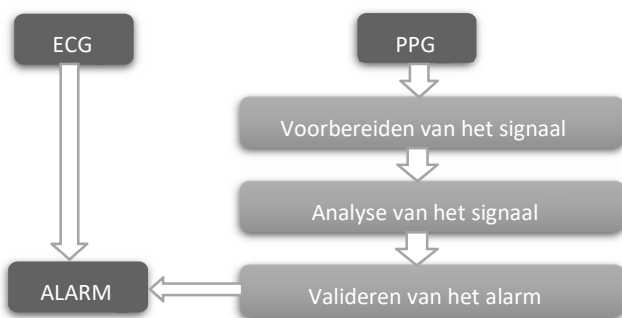 ECG
PPG
Voorbereiden van het signaal
Analyse van het signaal
ALARM
Valideren van het alarm